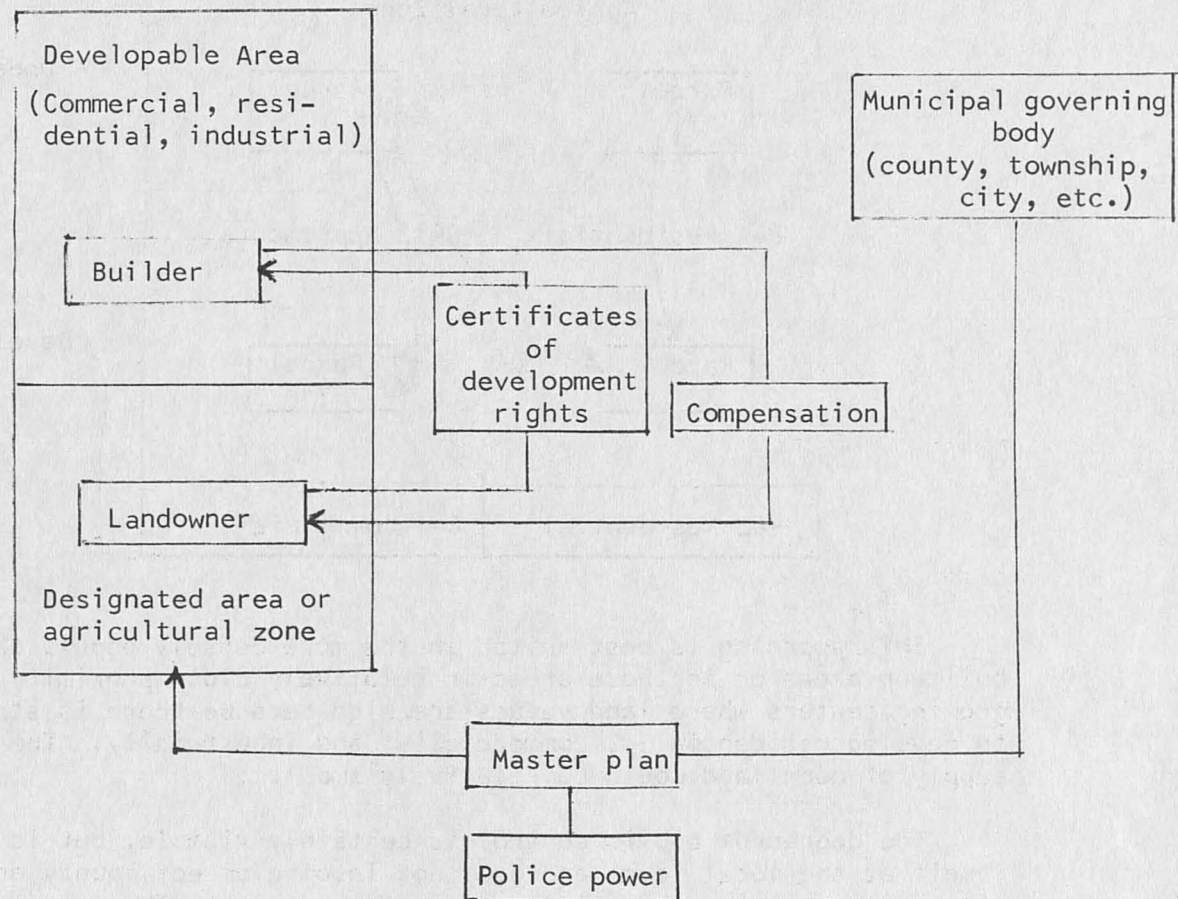 Developable Area
(Commercial, resi-
dential, industrial)
Municipal governing
body
(county, township,
city, etc.)
Builder
Certificates
of
development
rights
Compensation
Landowner
Designated area or
agricultural zone
Master plan
Police power